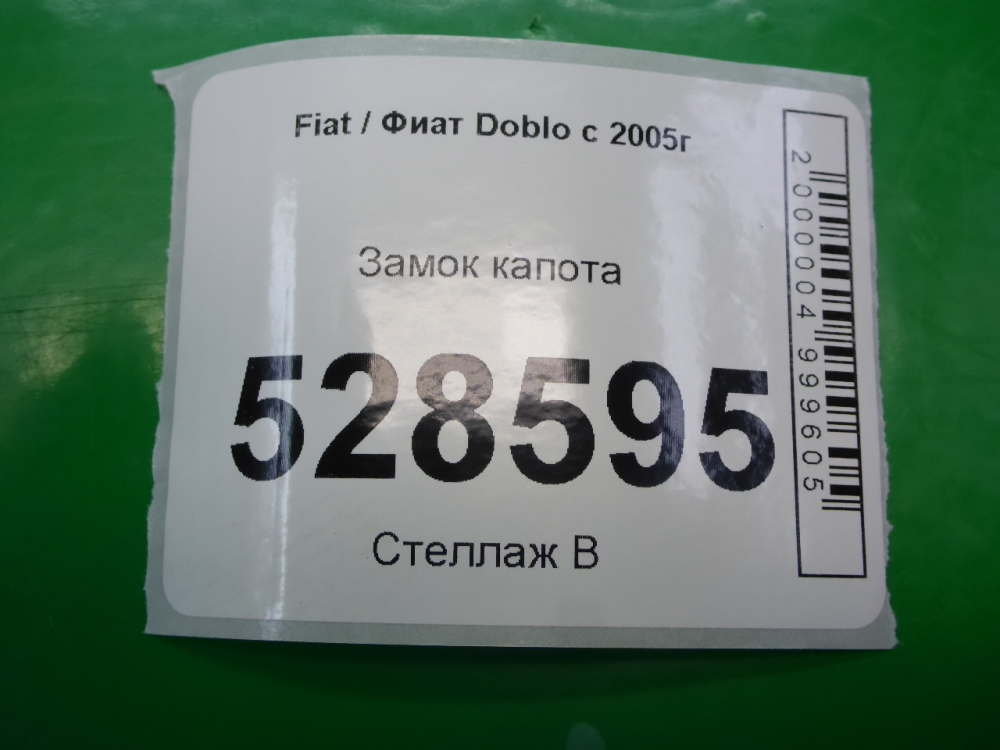 Fiat / Фиат Doblo с 2005г
Замок капота
528595
Стеллаж В
2000004999605